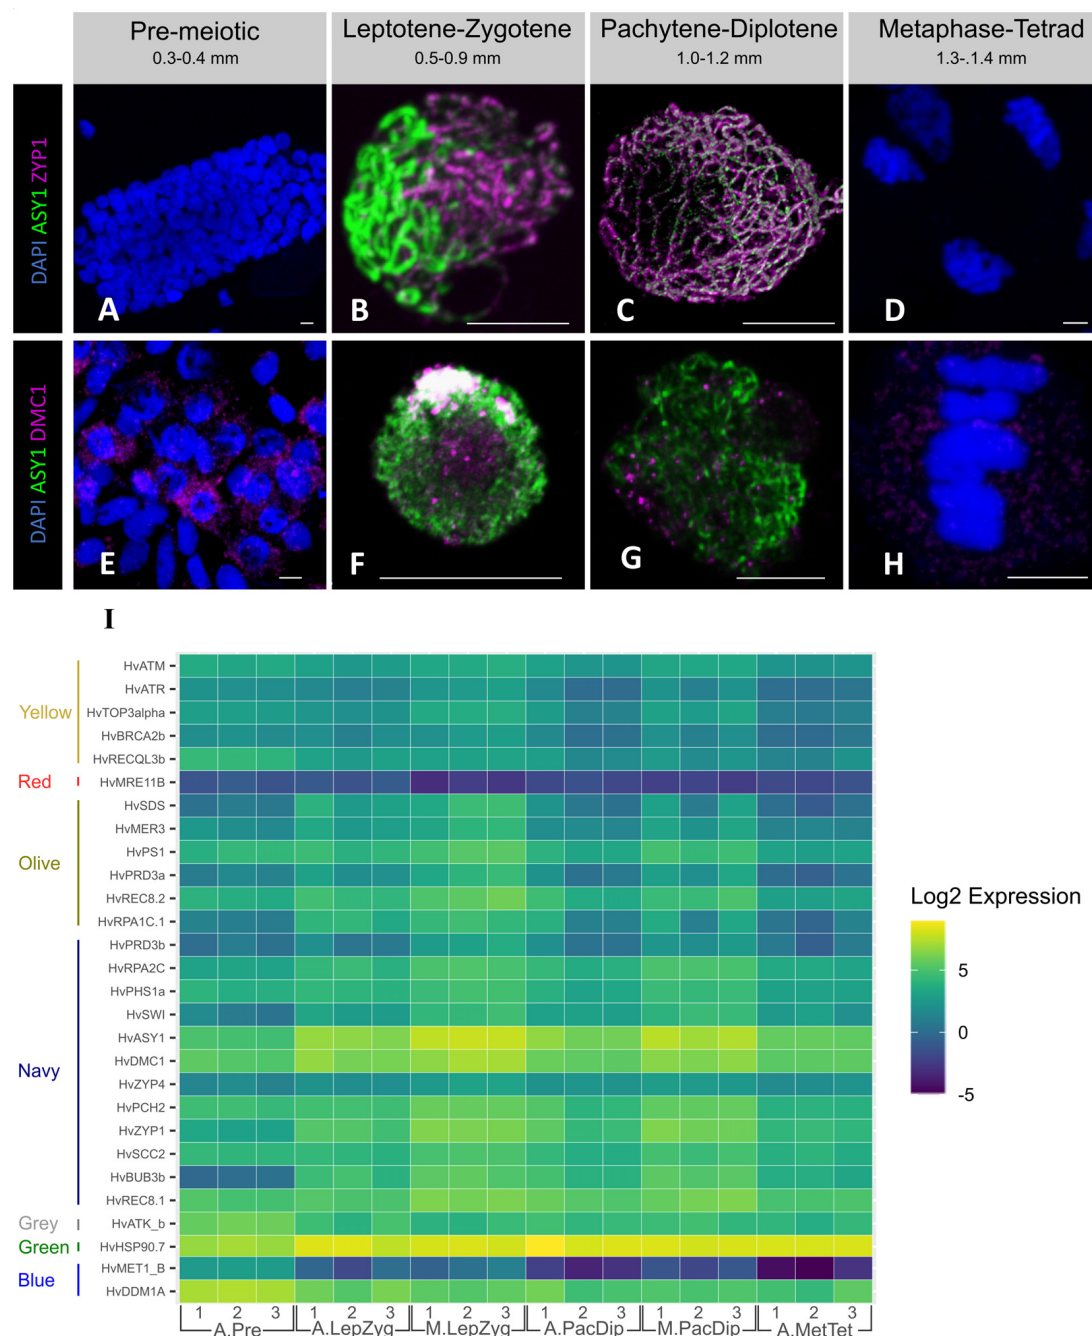 Pre-meiotic
0.3-0.4 mm
Leptotene-Zygotene
0.5-0.9 mm
Pachytene-Diplotene
1.0-1.2 mm
Metaphase-Tetrad
1.3-.1.4 mm
DAPI ASY1 ZYP1
A
B
C
D
DAPI ASY1 DMC1
E
F
G
H
I
Yellow
HvATM
HvATR
HvTOP3alpha
HvBRCA2b
HvRECQL3b
Red
HvMRE11B
Olive
HvSDS
HvMER3
HvPS1
HvPRD3a
HvREC8.2
HvRPA1C.1
Navy
HvPRD3b
HvRPA2C
HvPHS1a
HvSWI
HvASY1
HvDMC1
HvZYP4
HvPCH2
HvZYP1
HvSCC2
HvBUB3b
HvREC8.1
Grey
HvATK_b
Green
HvHSP90.7
Blue
HvMET1_B
HvDDM1A
1 2 3 1 2 3 1 2 3 1 2 3 1 2 3 1 2 3
A.Pre A.LepZyg M.LepZyg A.PacDip M.PacDip A.MetTet
Log2 Expression
5
0
-5